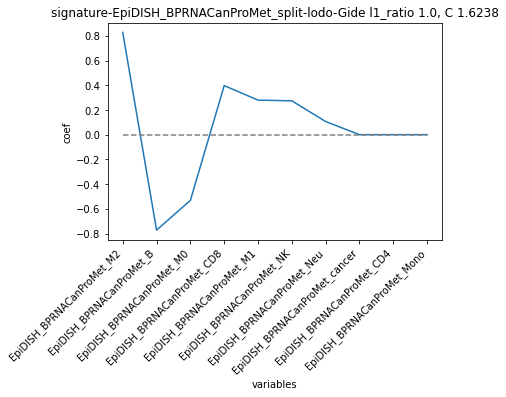 signature-EpiDISH_BPRNACanProMet_split-lodo-Gide l1_ratio 1.0, C 1.6238
0.8
0.6
0.4
0.2
0.0
−0.2
−0.4
−0.6
−0.8
coef
EpiDISH_BPRNACanProMet_M2
EpiDISH_BPRNACanProMet_B
EpiDISH_BPRNACanProMet_M0
EpiDISH_BPRNACanProMet_CD8
EpiDISH_BPRNACanProMet_M1
EpiDISH_BPRNACanProMet_NK
EpiDISH_BPRNACanProMet_Neu
EpiDISH_BPRNACanProMet_cancer
EpiDISH_BPRNACanProMet_CD4
EpiDISH_BPRNACanProMet_Mono
variables